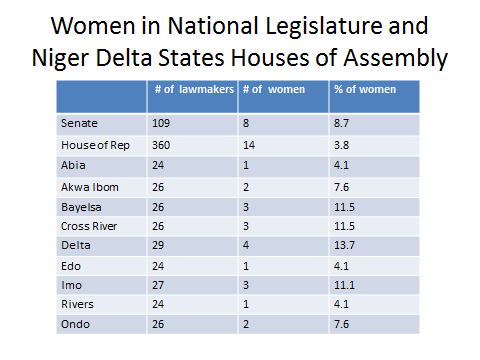 Women in National Legislature and
Niger Delta States Houses of Assembly
# of lawmakers # of women % of women
Senate 109 8 8.7
House of Rep 360 14 3.8
Abia 24 1 4.1
Akwa Ibom 26 2 7.6
Bayelsa 26 3 11.5
Cross River 26 3 11.5
Delta 29 4 13.7
Edo 24 1 4.1
Imo 27 3 11.1
Rivers 24 1 4.1
Ondo 26 2 7.6